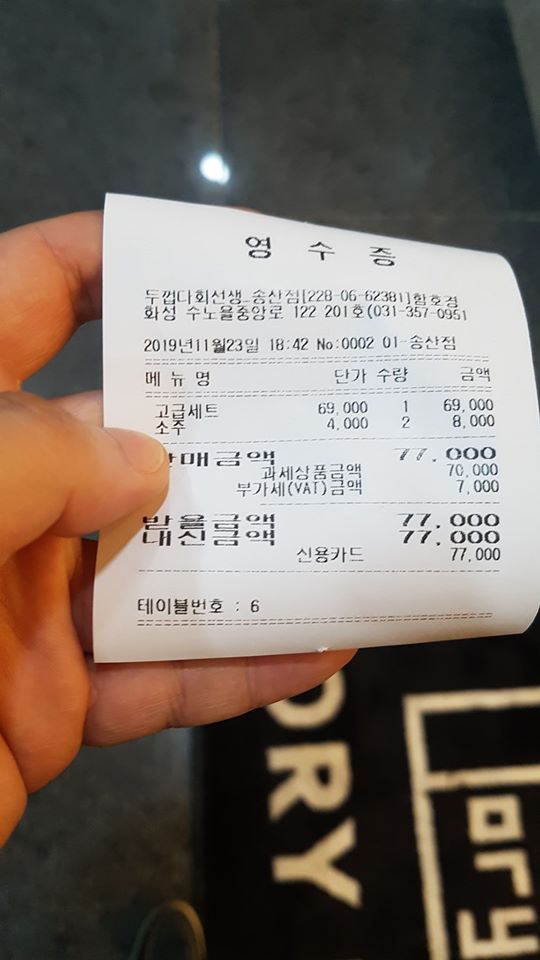 영 수 증
두껍다회선생_송산점[228-06-62381]함호경
화성 수노을중앙로 122 201호(031-357-0951
2019년11월23일 18:42 No:0002 01-송산점
메 뉴 명 단가 수량 금액
고급세트 69,000 1 69,000
소주 4,000 2 8,000
판매금액 77,000
과세상품금액 70,000
부가세(VAT)금액 7,000
받을금액 77,000
내신금액 77,000
신용카드 77,000
테이블번호 : 6
ORY
ory